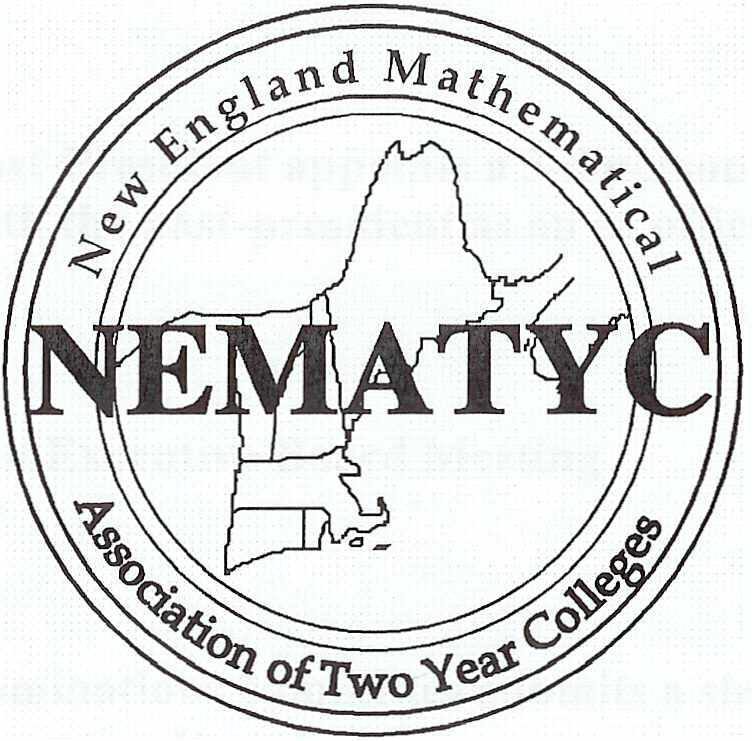 New England Mathematical
NEMATYC
Association of Two Year Colleges